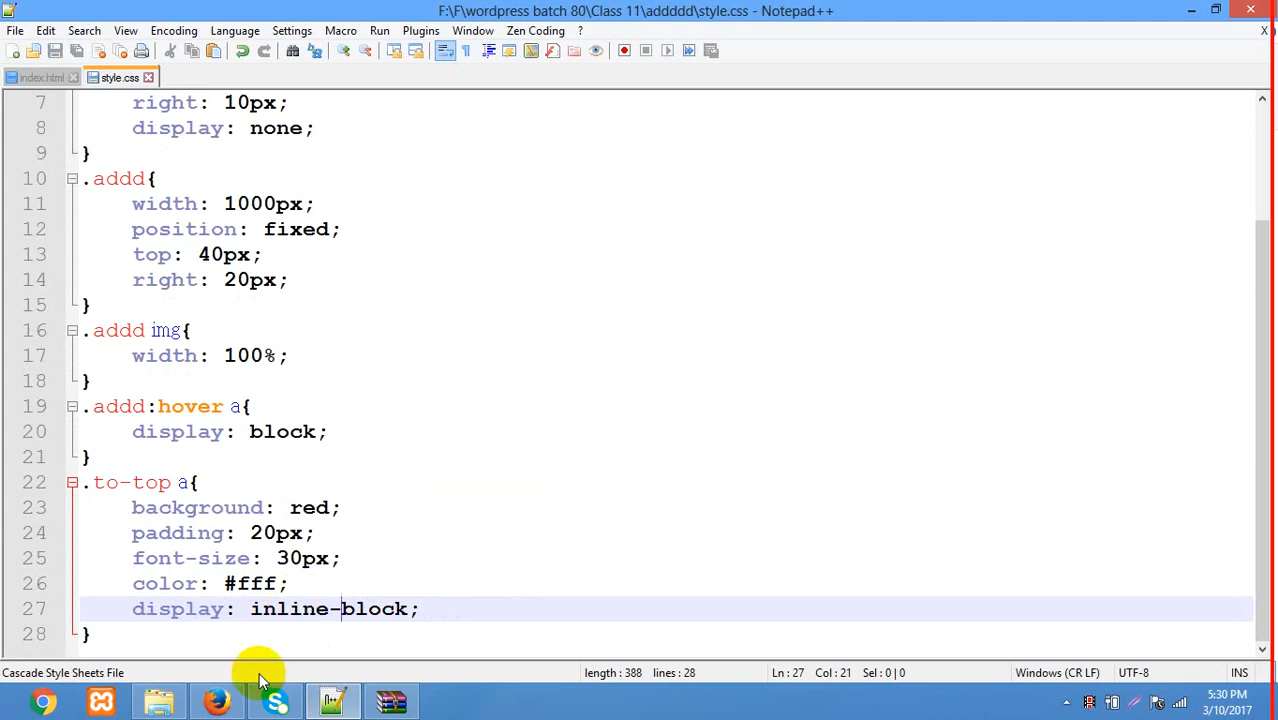 F:\F\wordpress batch 80\Class 11\addddd\style.css - Notepad++
File Edit Search View Encoding Language Settings Macro Run Plugins Window Zen Coding ? X
index.html style.css
7 right: 10px;
8 display: none;
9 }
10 .addd{
11 width: 1000px;
12 position: fixed;
13 top: 40px;
14 right: 20px;
15 }
16 .addd img{
17 width: 100%;
18 }
19 .addd:hover a{
20 display: block;
21 }
22 .to-top a{
23 background: red;
24 padding: 20px;
25 font-size: 30px;
26 color: #fff;
27 display: inline-block;
28 }
Cascade Style Sheets File length : 388 lines : 28 Ln : 27 Col : 21 Sel : 0 | 0 Windows (CR LF) UTF-8 INS
5:30 PM
3/10/2017